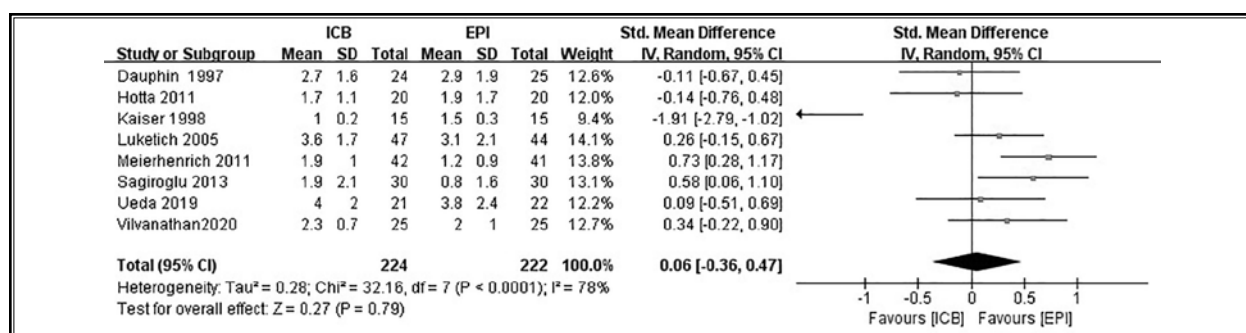 ICB EPI Std. Mean Difference Std. Mean Difference
Study or Subgroup Mean SD Total Mean SD Total Weight IV, Random, 95% CI IV, Random, 95% CI
Dauphin 1997 2.7 1.6 24 2.9 1.9 25 12.6% -0.11 [-0.67, 0.45]
Hotta 2011 1.7 1.1 20 1.9 1.7 20 12.0% -0.14 [-0.76, 0.48]
Kaiser 1998 1 0.2 15 1.5 0.3 15 9.4% -1.91 [-2.79, -1.02]
Luketich 2005 3.6 1.7 47 3.1 2.1 44 14.1% 0.26 [-0.15, 0.67]
Meierhenrich 2011 1.9 1 42 1.2 0.9 41 13.8% 0.73 [0.28, 1.17]
Sagiroglu 2013 1.9 2.1 30 0.8 1.6 30 13.1% 0.58 [0.06, 1.10]
Ueda 2019 4 2 21 3.8 2.4 22 12.2% 0.09 [-0.51, 0.69]
Vilvanathan2020 2.3 0.7 25 2 1 25 12.7% 0.34 [-0.22, 0.90]
Total (95% CI) 224 222 100.0% 0.06 [-0.36, 0.47]
Heterogeneity: Tau² = 0.28; Chi² = 32.16, df = 7 (P < 0.0001); I² = 78%
Test for overall effect: Z = 0.27 (P = 0.79)
-1 -0.5 0 0.5 1
Favours [ICB] Favours [EPI]